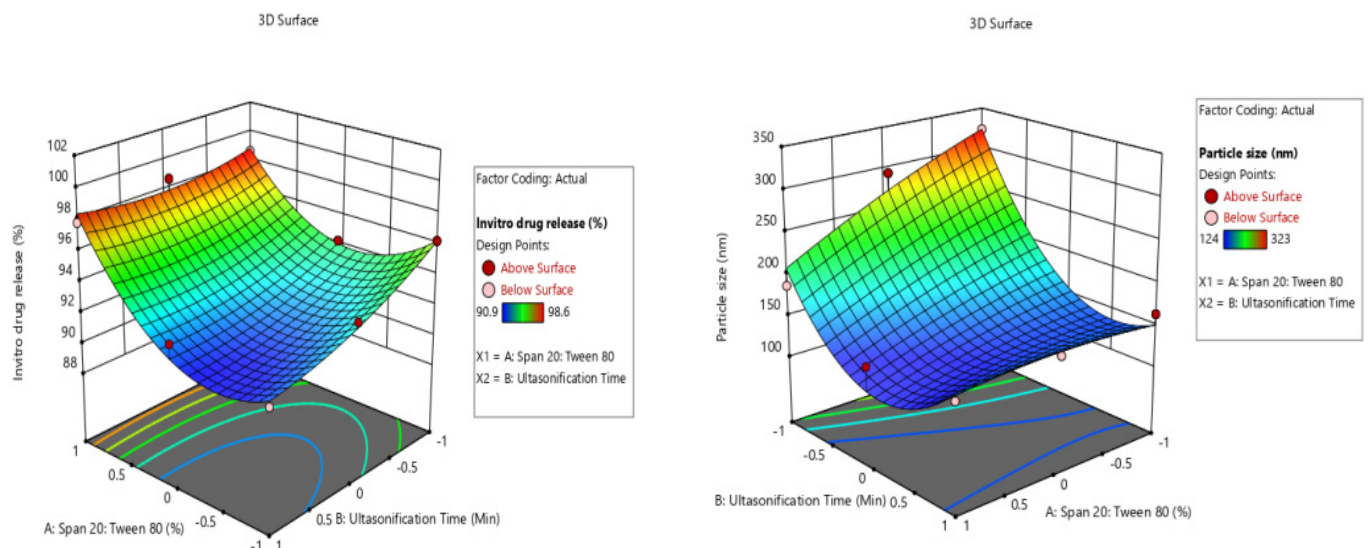 3D Surface
102
100
98
96
94
92
90
88
Invitro drug release (%)
1
0.5
0
-0.5
-1
A: Span 20: Tween 80 (%)
1
0.5
0
-0.5
-1
B: Ultasonification Time (Min)
Factor Coding: Actual
Invitro drug release (%)
Design Points:
Above Surface
Below Surface
90.9 98.6
X1 = A: Span 20: Tween 80
X2 = B: Ultasonification Time
3D Surface
350
300
250
200
150
100
Particle size (nm)
-1
-0.5
0
0.5
1
B: Ultasonification Time (Min)
1
0.5
0
-0.5
-1
A: Span 20: Tween 80 (%)
Factor Coding: Actual
Particle size (nm)
Design Points:
Above Surface
Below Surface
124 323
X1 = A: Span 20: Tween 80
X2 = B: Ultasonification Time